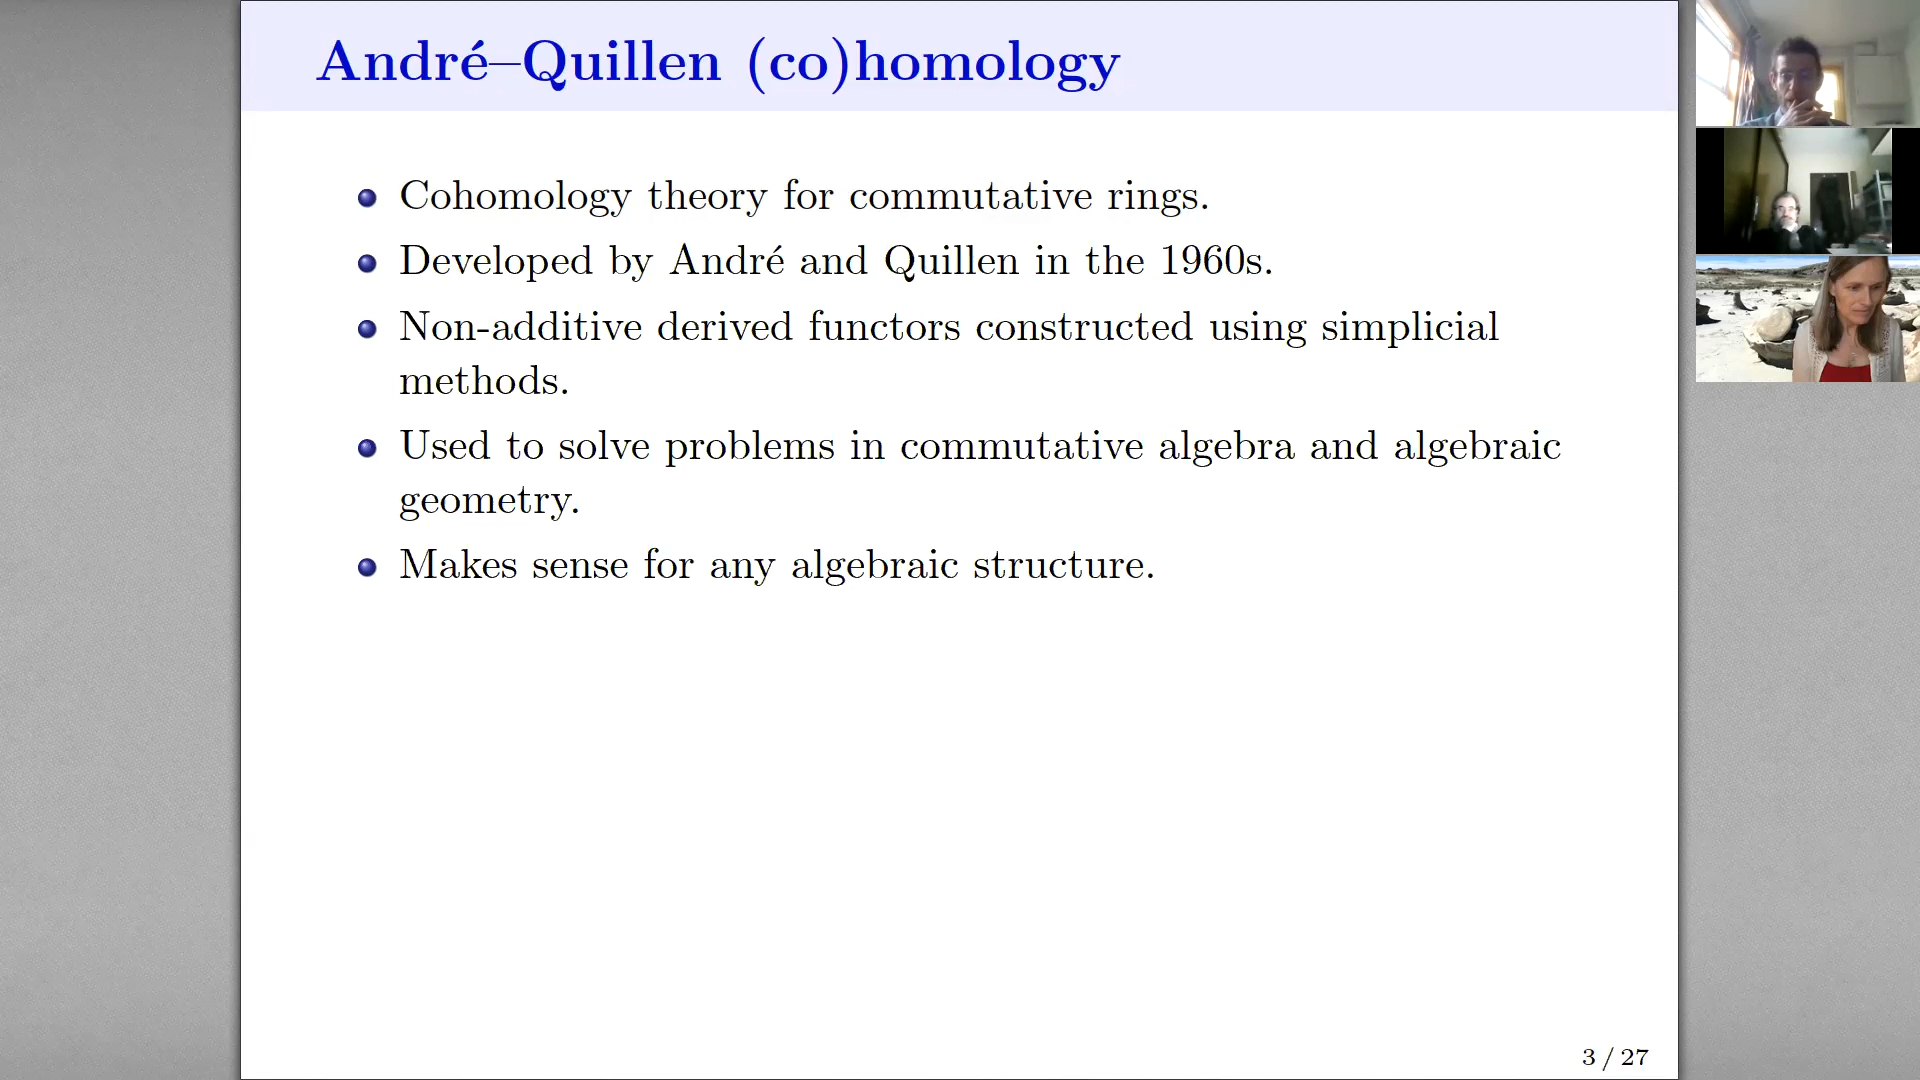 André–Quillen (co)homology
Cohomology theory for commutative rings.
Developed by André and Quillen in the 1960s.
Non-additive derived functors constructed using simplicial
methods.
Used to solve problems in commutative algebra and algebraic
geometry.
Makes sense for any algebraic structure.
3 / 27